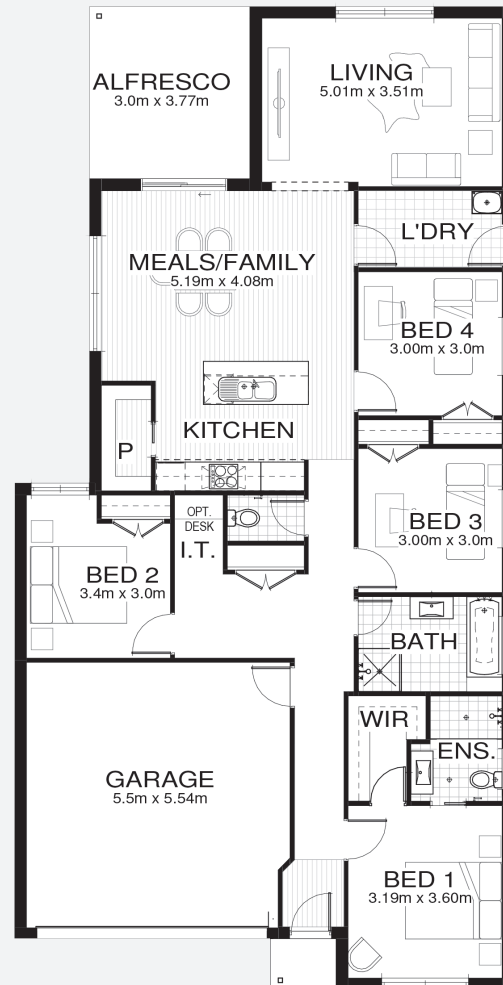 ALFRESCO
3.0m x 3.77m
LIVING
5.01m x 3.51m
L'DRY
MEALS/FAMILY
5.19m x 4.08m
BED 4
3.00m x 3.0m
KITCHEN
P
OPT.
DESK
I.T.
BED 3
3.00m x 3.0m
BED 2
3.4m x 3.0m
BATH
WIR
ENS.
GARAGE
5.5m x 5.54m
BED 1
3.19m x 3.60m